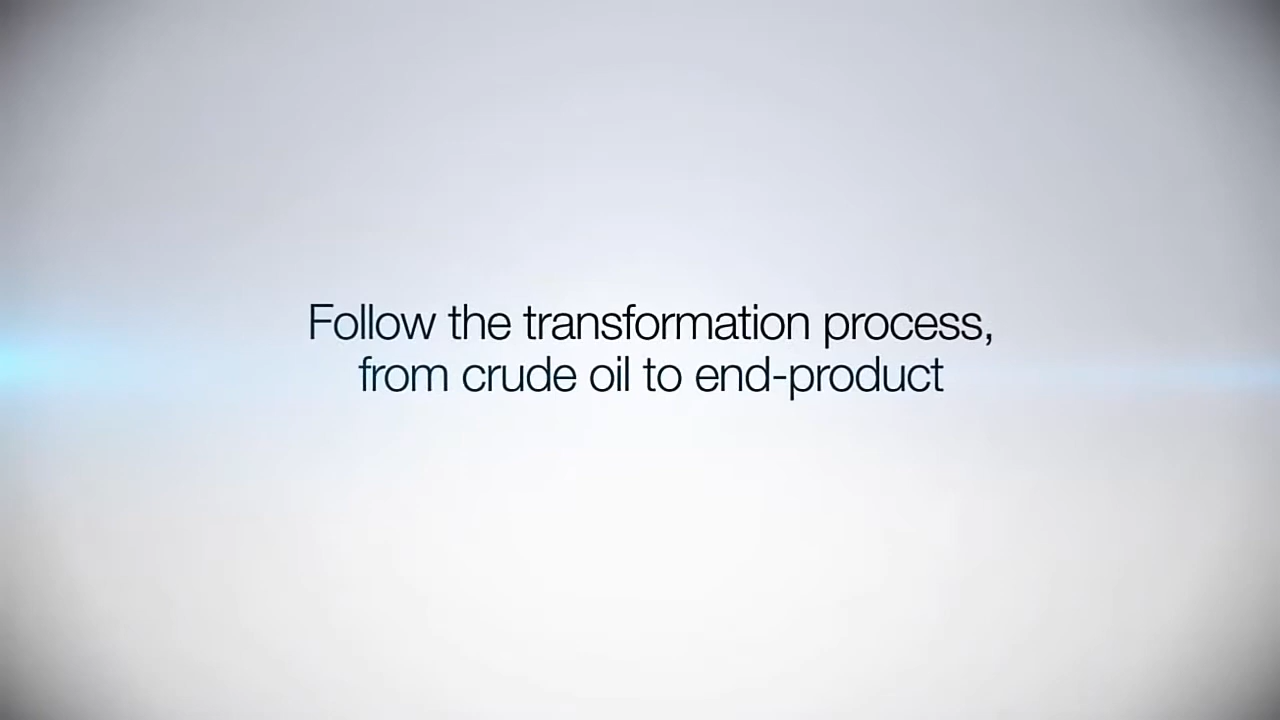 Follow the transformation process,
from crude oil to end-product